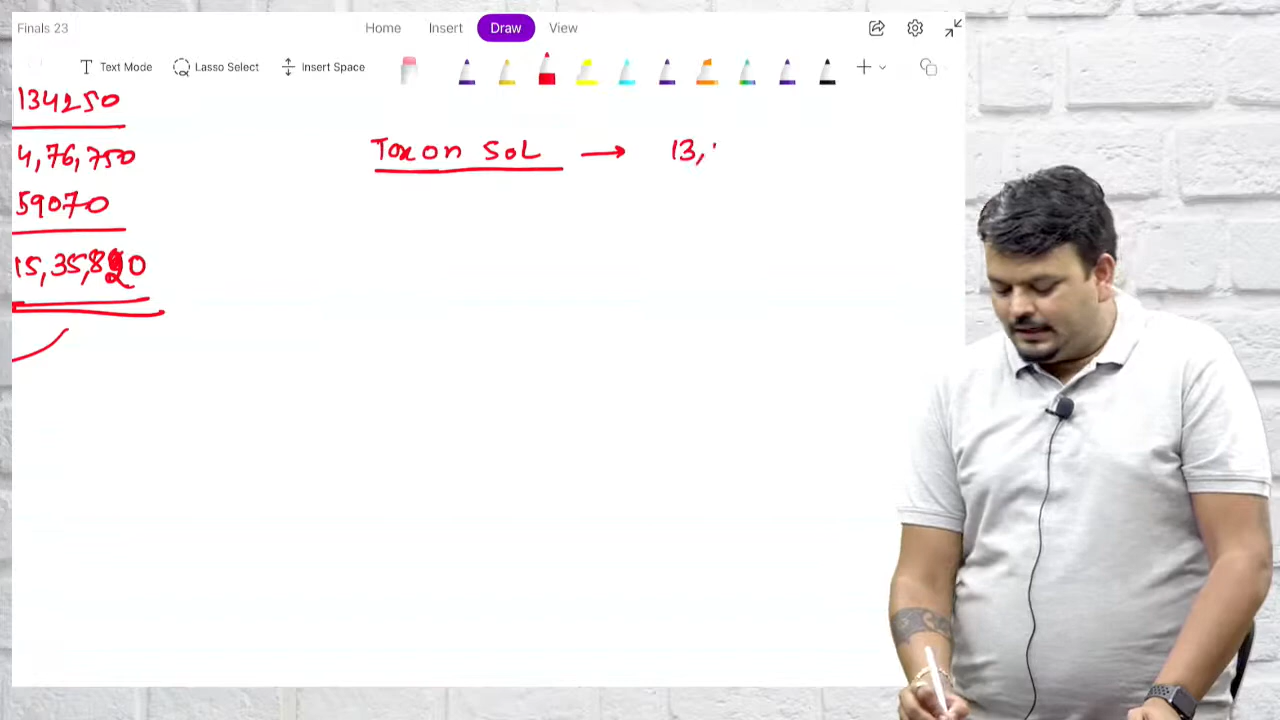 Finals 23
Home Insert Draw View
Text Mode Lasso Select Insert Space
134250
4,76,750
59070
15,35,820
Tax on SOL → 13,